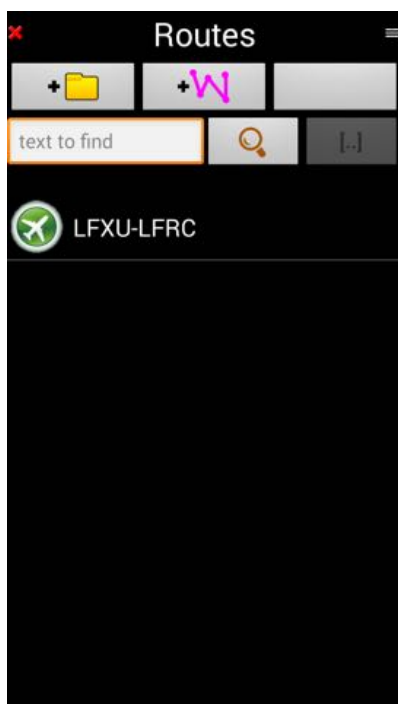 Routes
+
+
text to find
[..]
LFXU-LFRC